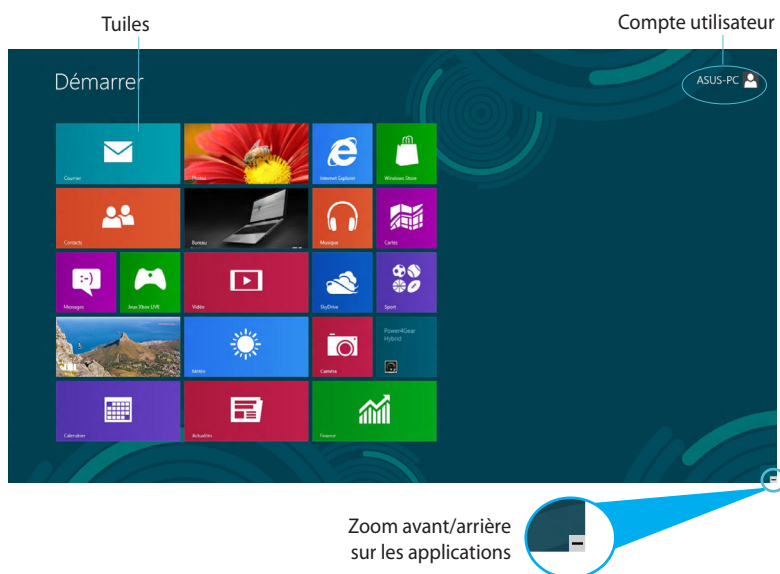 Tuiles
Compte utilisateur
Démarrer
ASUS-PC
Courrier
Photos
Internet Explorer
Windows Store
Contacts
Bureau
Musique
Cartes
Messages
Jeux Xbox LIVE
Vidéo
SkyDrive
Sport
Météo
Caméra
Power4Gear
Hybrid
Calendrier
Actualités
Finance
Zoom avant/arrière
sur les applications